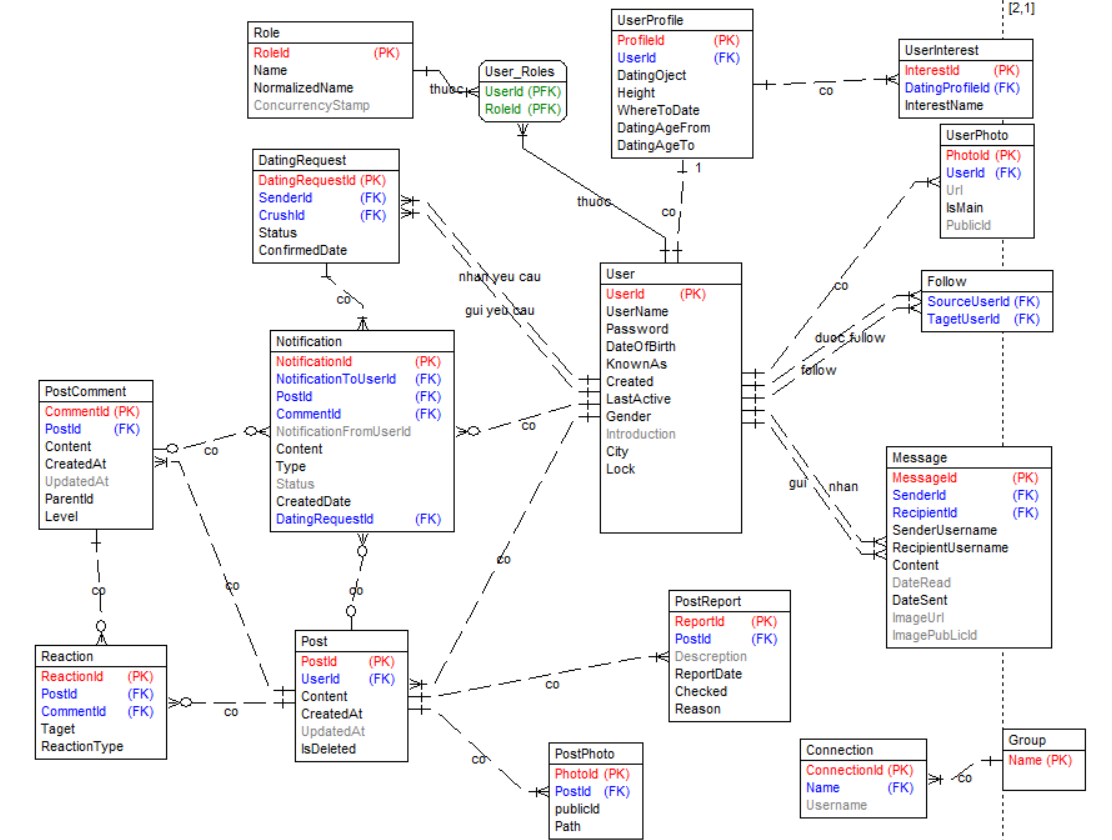 [2,1]
Role
RoleId (PK)
Name
NormalizedName
ConcurrencyStamp
thuoc
User_Roles
UserId (PFK)
RoleId (PFK)
thuoc
UserProfile
ProfileId (PK)
UserId (FK)
DatingOject
Height
WhereToDate
DatingAgeFrom
DatingAgeTo
1
co
co
UserInterest
InterestId (PK)
DatingProfileId (FK)
InterestName
UserPhoto
PhotoId (PK)
UserId (FK)
Url
IsMain
PublicId
co
DatingRequest
DatingRequestId (PK)
SenderId (FK)
CrushId (FK)
Status
ConfirmedDate
nhan yeu cau
gui yeu cau
co
User
UserId (PK)
UserName
Password
DateOfBirth
KnownAs
Created
LastActive
Gender
Introduction
City
Lock
Follow
SourceUserId (FK)
TagetUserId (FK)
duoc follow
follow
Notification
NotificationId (PK)
NotificationToUserId (FK)
PostId (FK)
CommentId (FK)
NotificationFromUserId
Content
Type
Status
CreatedDate
DatingRequestId (FK)
co
co
PostComment
CommentId (PK)
PostId (FK)
Content
CreatedAt
UpdatedAt
ParentId
Level
co
co
co
co
gui
nhan
Message
MessageId (PK)
SenderId (FK)
RecipientId (FK)
SenderUsername
RecipientUsername
Content
DateRead
DateSent
ImageUrl
ImagePubLicId
Reaction
ReactionId (PK)
PostId (FK)
CommentId (FK)
Taget
ReactionType
co
Post
PostId (PK)
UserId (FK)
Content
CreatedAt
UpdatedAt
IsDeleted
co
PostReport
ReportId (PK)
PostId (FK)
Descreption
ReportDate
Checked
Reason
co
PostPhoto
PhotoId (PK)
PostId (FK)
publicId
Path
Connection
ConnectionId (PK)
Name (FK)
Username
co
Group
Name (PK)